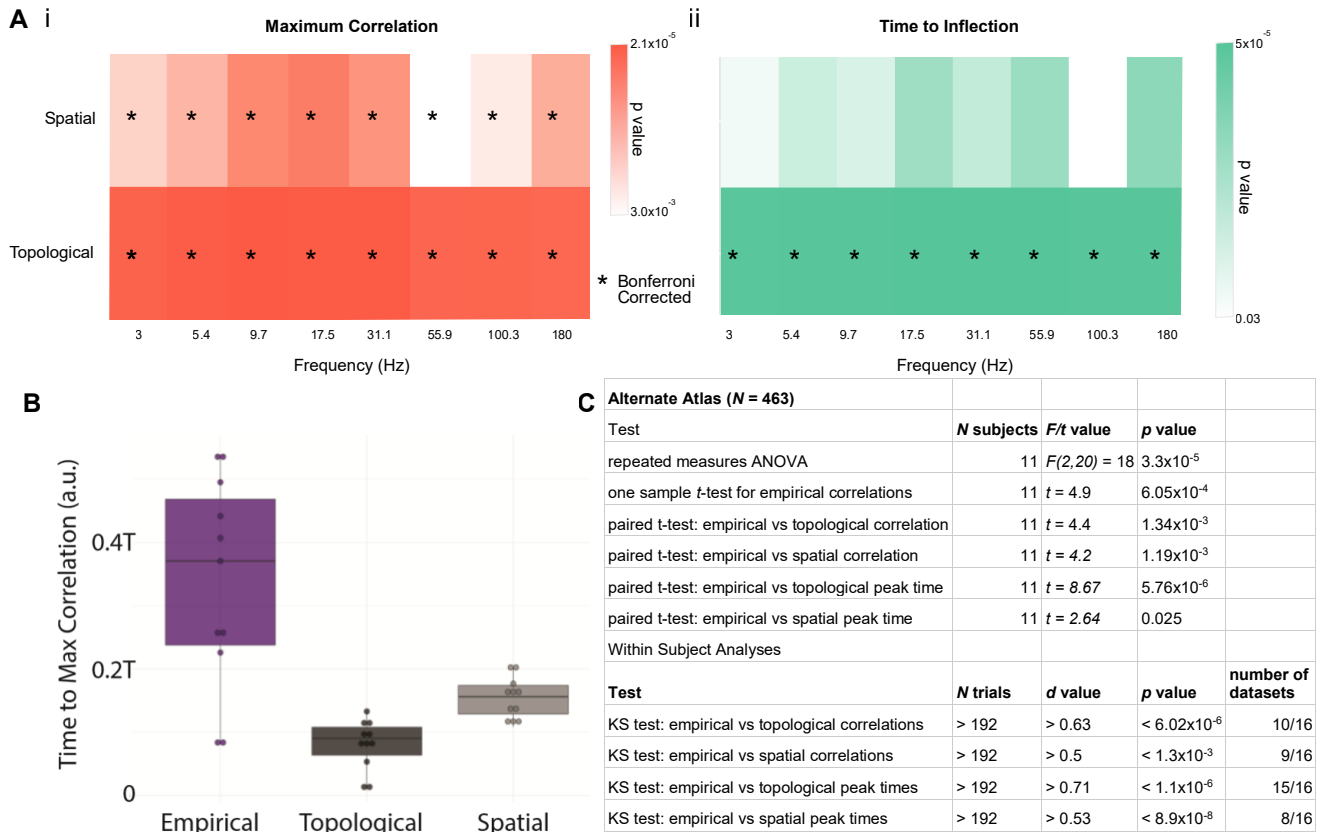 A i
Maximum Correlation
Spatial
* * * * * * * *
Topological
* * * * * * * *
3 5.4 9.7 17.5 31.1 55.9 100.3 180
Frequency (Hz)
2.1x10-5
p value
3.0x10-3
* Bonferroni
Corrected
ii
Time to Inflection
* * * * * * * *
3 5.4 9.7 17.5 31.1 55.9 100.3 180
Frequency (Hz)
5x10-5
p value
0.03
B
Time to Max Correlation (a.u.)
0.4T
0.2T
0
Empirical Topological Spatial
C
Alternate Atlas (N = 463)
Test N subjects F/t value p value
repeated measures ANOVA 11 F(2,20) = 18 3.3x10-5
one sample t-test for empirical correlations 11 t = 4.9 6.05x10-4
paired t-test: empirical vs topological correlation 11 t = 4.4 1.34x10-3
paired t-test: empirical vs spatial correlation 11 t = 4.2 1.19x10-3
paired t-test: empirical vs topological peak time 11 t = 8.67 5.76x10-6
paired t-test: empirical vs spatial peak time 11 t = 2.64 0.025
Within Subject Analyses
Test N trials d value p value number of datasets
KS test: empirical vs topological correlations > 192 > 0.63 < 6.02x10-6 10/16
KS test: empirical vs spatial correlations > 192 > 0.5 < 1.3x10-3 9/16
KS test: empirical vs topological peak times > 192 > 0.71 < 1.1x10-6 15/16
KS test: empirical vs spatial peak times > 192 > 0.53 < 8.9x10-8 8/16